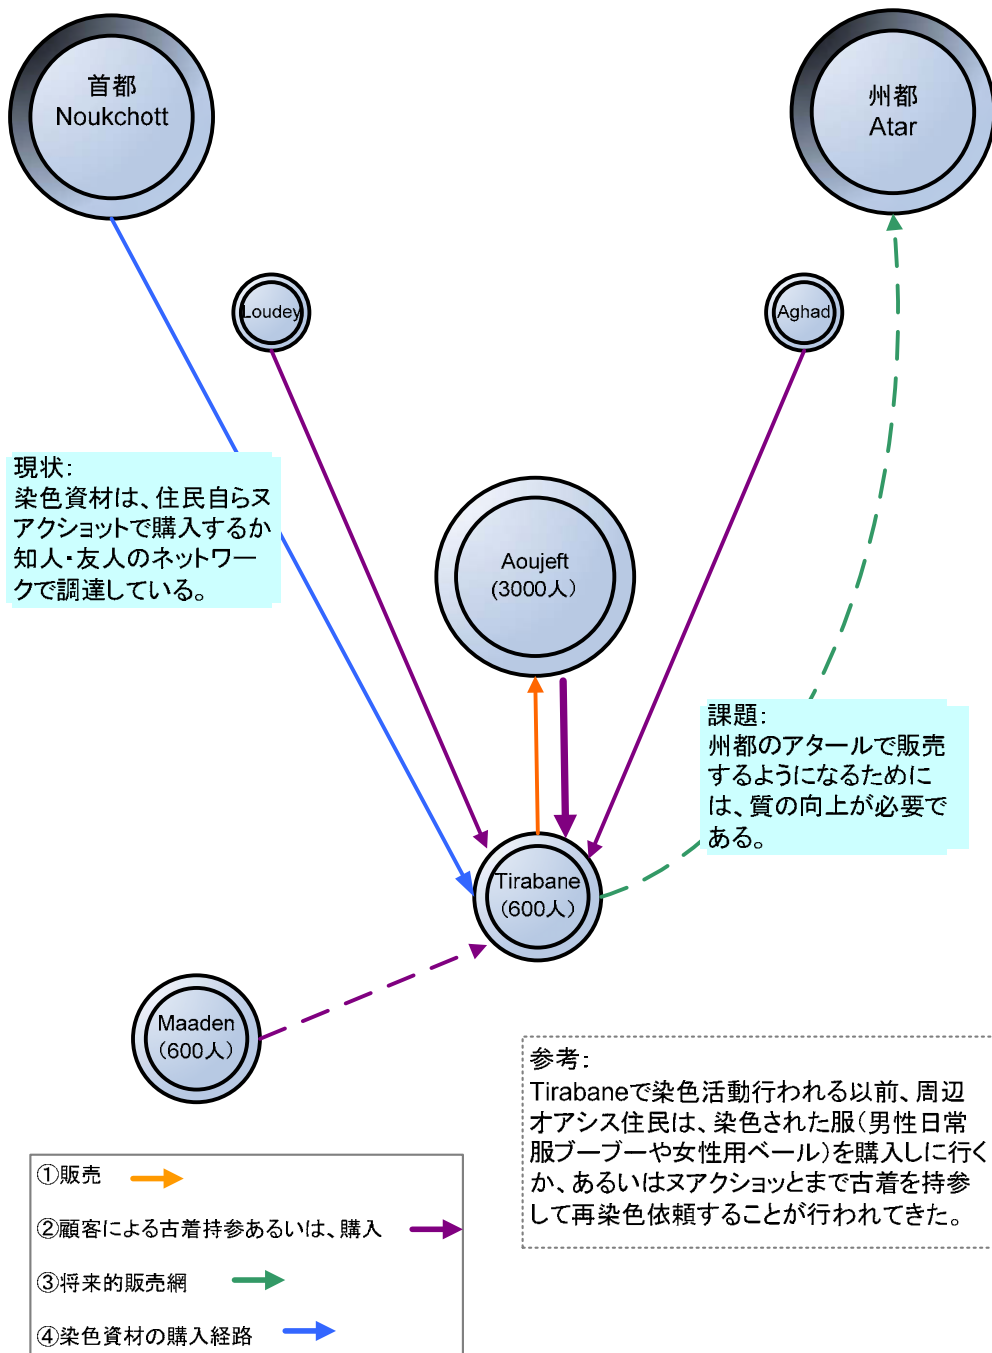 首都
Noukchott
州都
Atar
Loudey
Aghad
現状：
染色資材は、住民自らヌ
アクショットで購入するか
知人・友人のネットワー
クで調達している。
Aoujeft
(3000人）
課題：
州都のアタールで販売
するようになるために
は、質の向上が必要で
ある。
Tirabane
（600人）
Maaden
（600人）
参考：
Tirabaneで染色活動行われる以前、周辺
オアシス住民は、染色された服（男性日常
服ブーブーや女性用ベール）を購入しに行く
か、あるいはヌアクショッとまで古着を持参
して再染色依頼することが行われてきた。
①販売
②顧客による古着持参あるいは、購入
③将来的販売網
④染色資材の購入経路